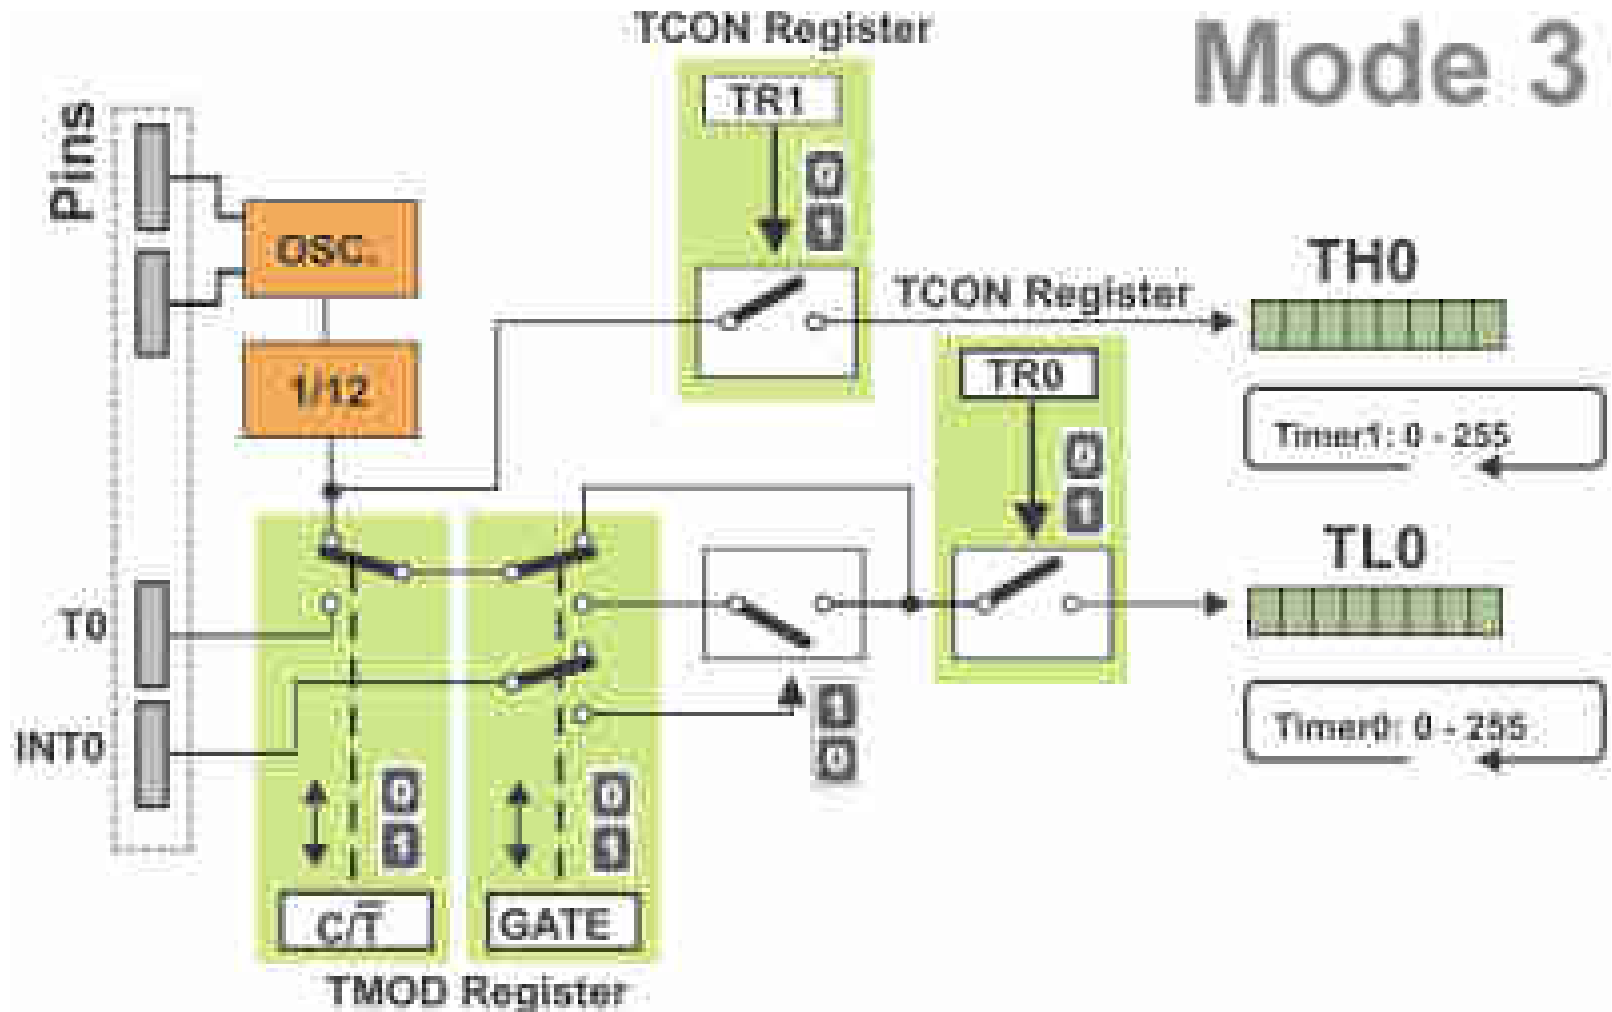 TCON Register
Mode 3
Pins
TR1
0
1
OSC.
TH0
TCON Register
1/12
TR0
Timer1: 0 - 255
0
1
TL0
T0
INT0
1
0
Timer0: 0 - 255
0
1
0
1
C/T̅
GATE
TMOD Register